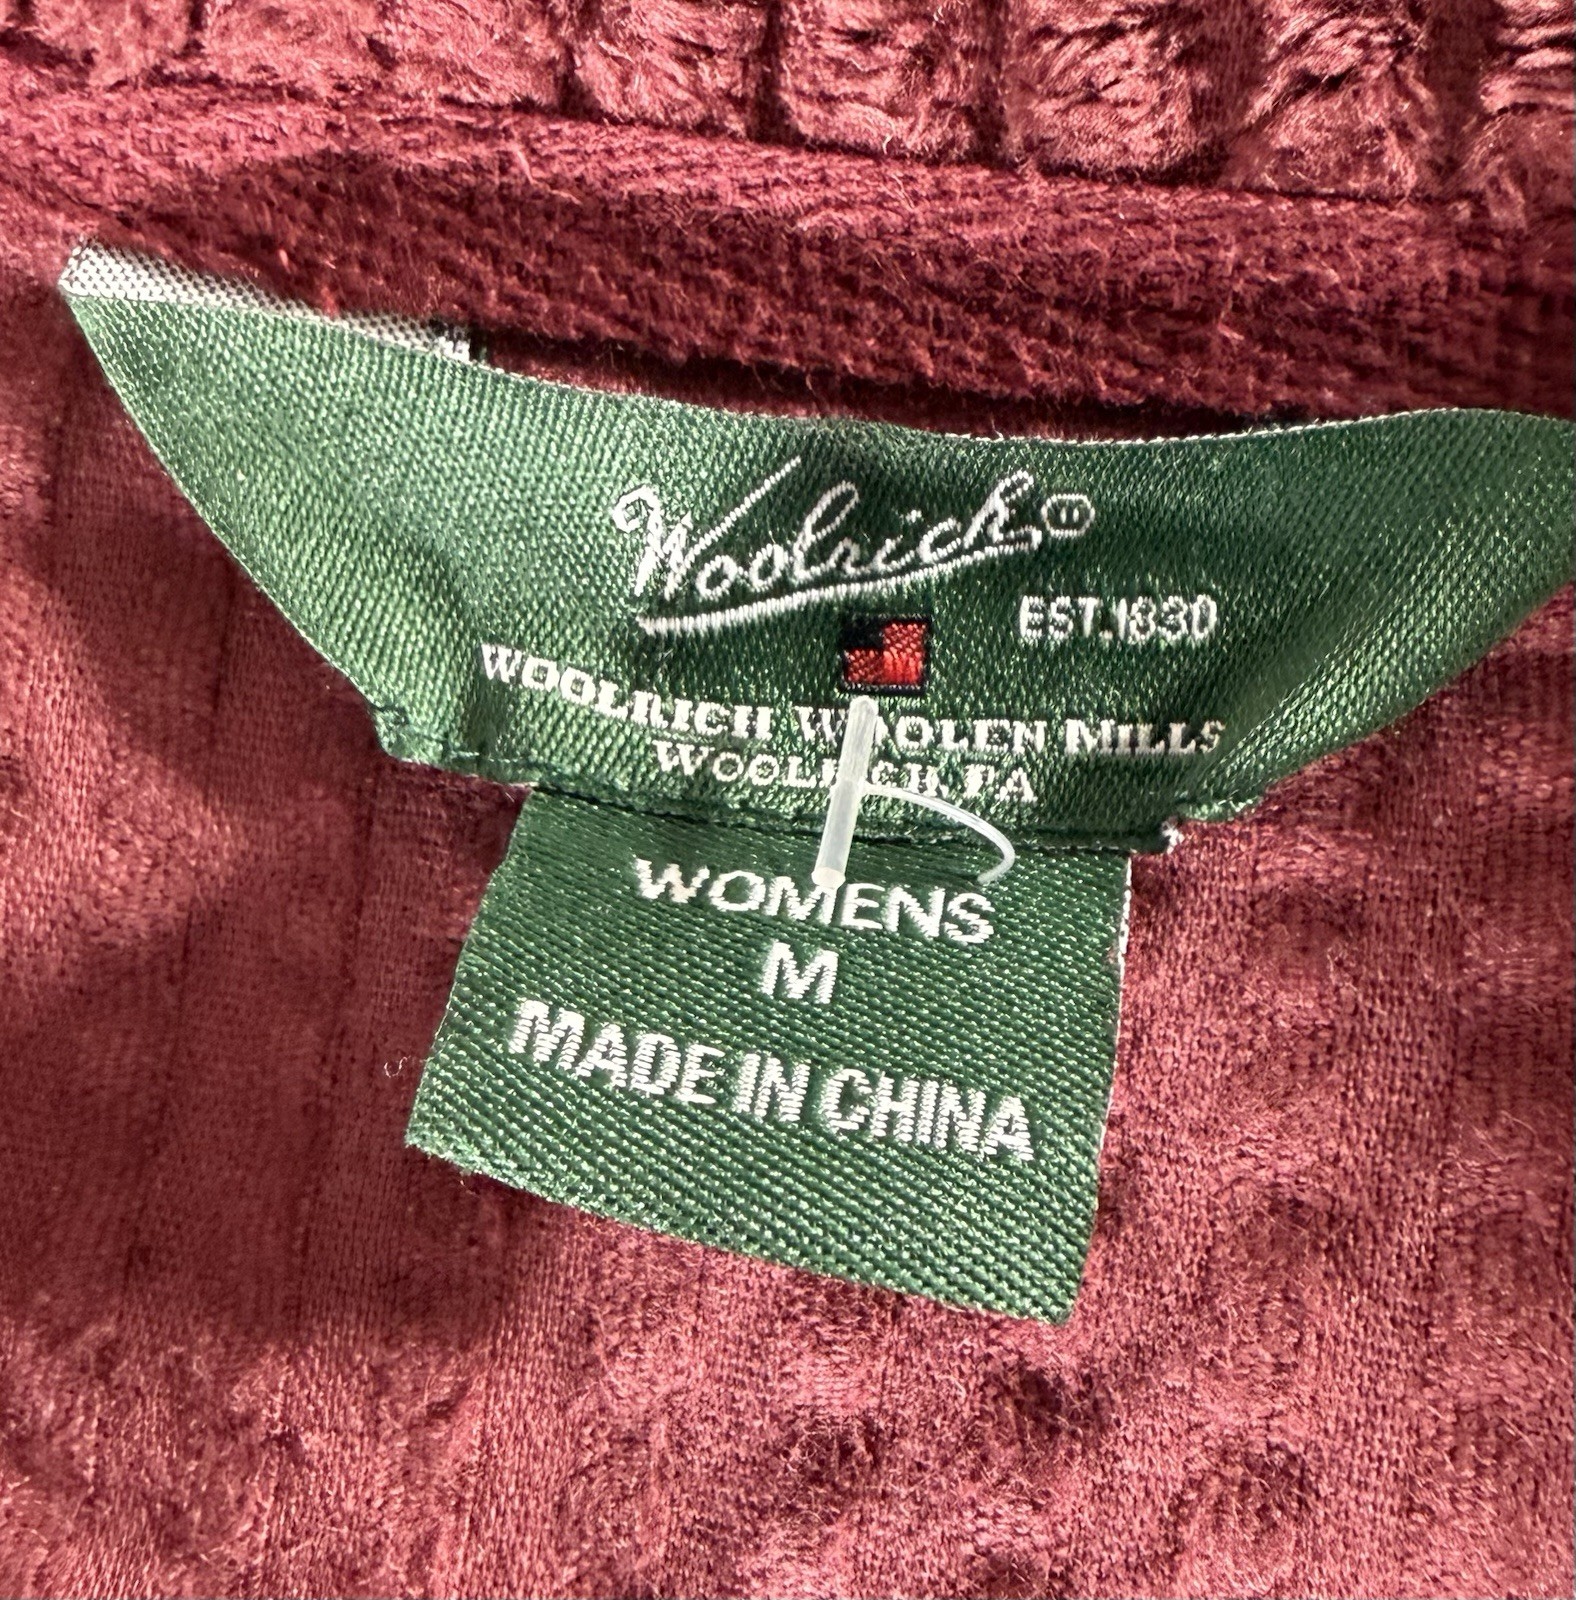 Woolrich®
EST. 1830
WOOLRICH WOOLEN MILLS
WOOLRICH, PA
WOMENS
M
MADE IN CHINA